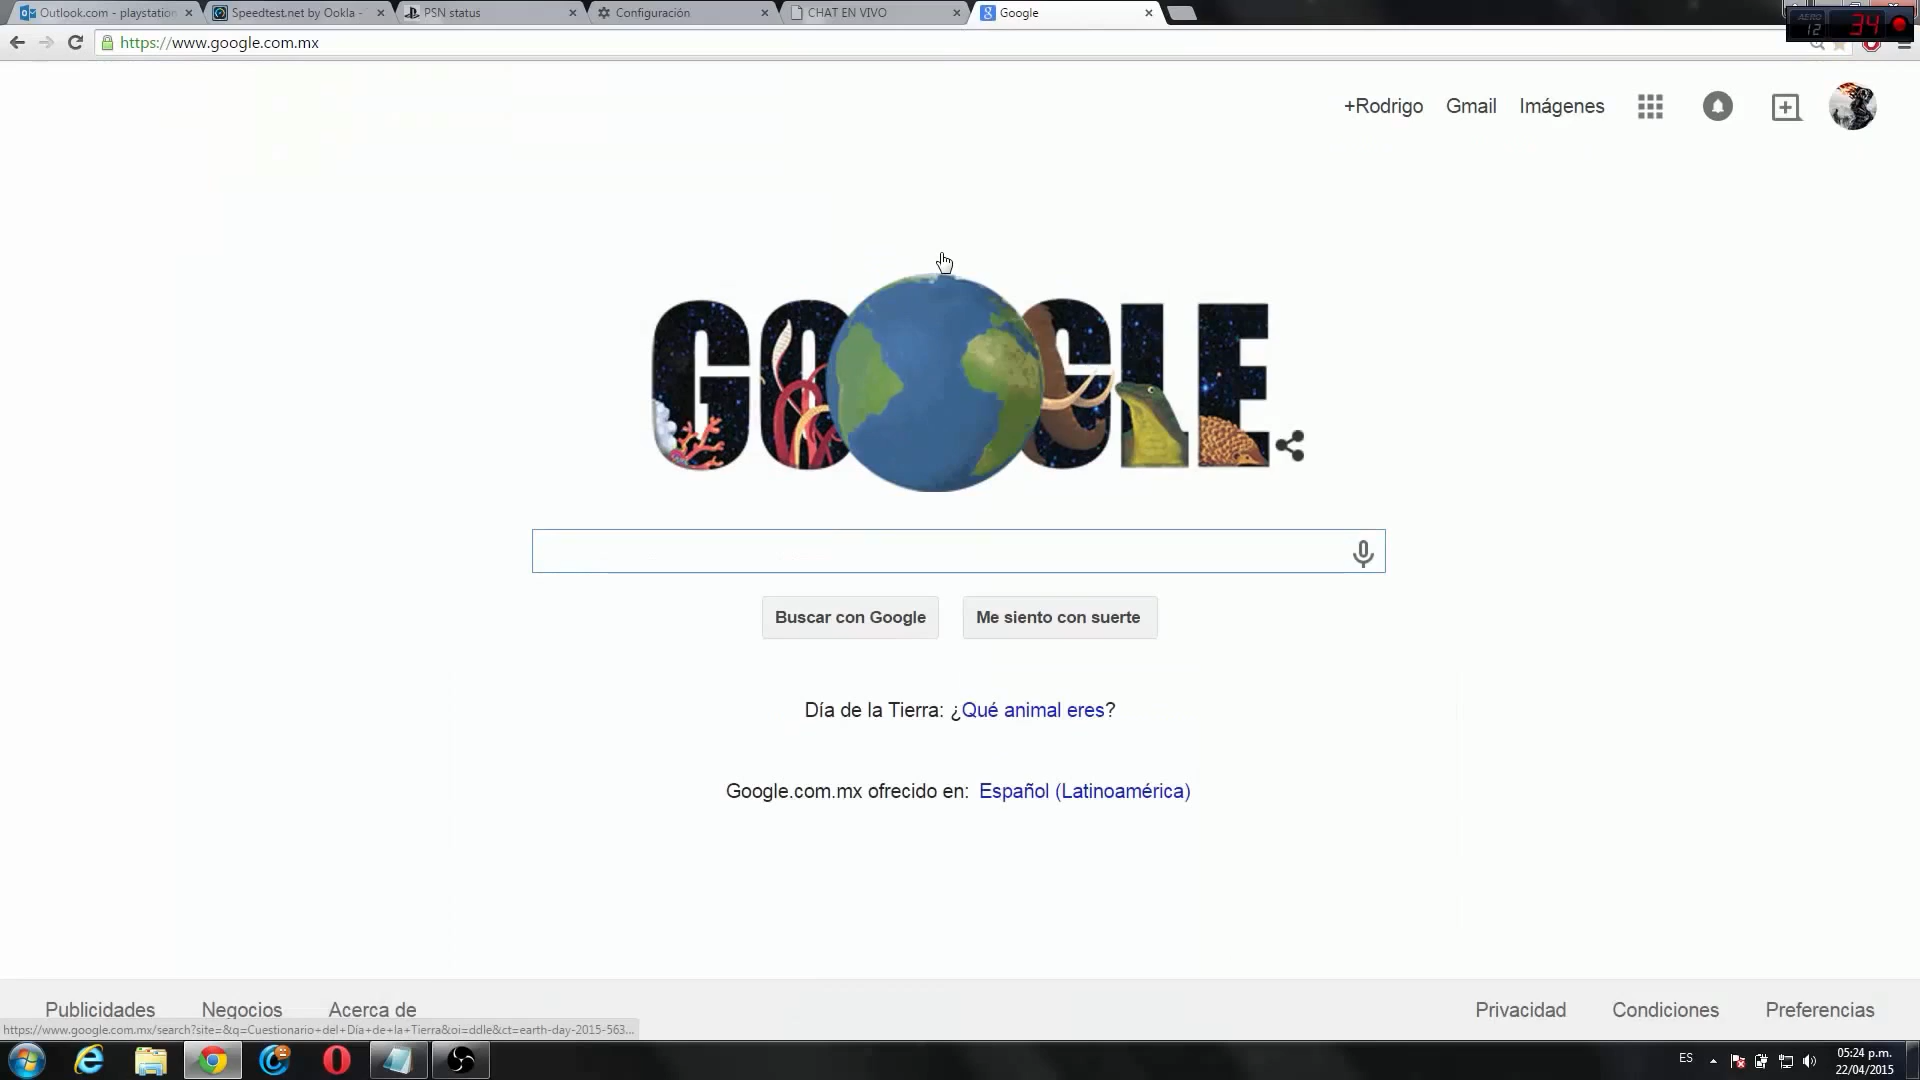 Outlook.com - playstation
Speedtest.net by Ookla -
PSN status
Configuración
CHAT EN VIVO
Google
https://www.google.com.mx
AERO
12
34
+Rodrigo
Gmail
Imágenes
GOOGLE
Buscar con Google
Me siento con suerte
Día de la Tierra: ¿Qué animal eres?
Google.com.mx ofrecido en: Español (Latinoamérica)
Publicidades
Negocios
Acerca de
Privacidad
Condiciones
Preferencias
https://www.google.com.mx/search?site=&q=Cuestionario+del+Día+de+la+Tierra&oi=ddle&ct=earth-day-2015-563...
ES
05:24 p.m.
22/04/2015